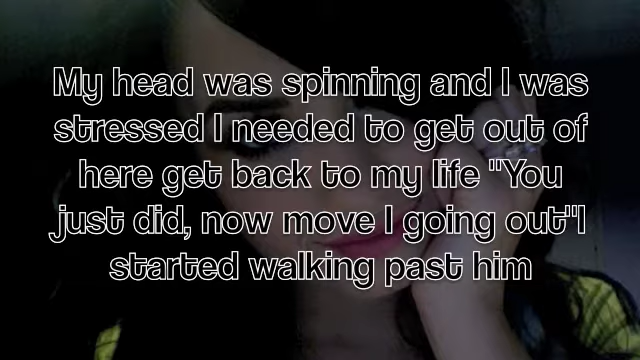 My head was spinning and I was
stressed I needed to get out of
here get back to my life "You
just did, now move I going out"I
started walking past him